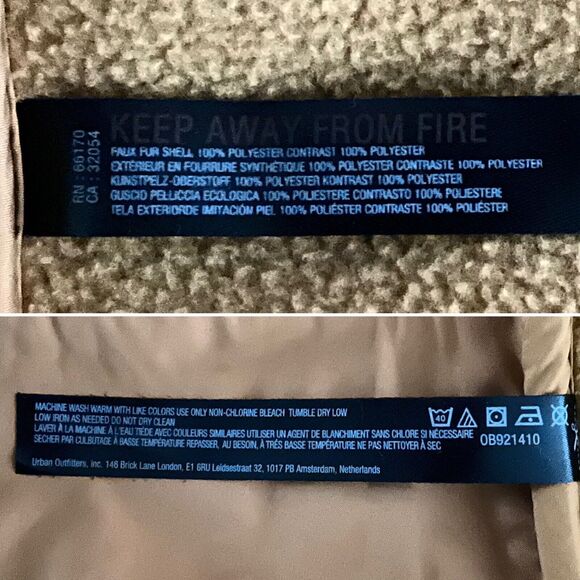 KEEP AWAY FROM FIRE
RN : 66170
CA : 32054
FAUX FUR SHELL 100% POLYESTER CONTRAST 100% POLYESTER
EXTÉRIEUR EN FOURRURE SYNTHÉTIQUE 100% POLYESTER CONTRASTE 100% POLYESTER
KUNSTPELZ-OBERSTOFF 100% POLYESTER KONTRAST 100% POLYESTER
GUSCIO PELLICCIA ECOLOGICA 100% POLIESTERE CONTRASTO 100% POLIESTERE
TELA EXTERIORDE IMITACIÓN PIEL 100% POLIÉSTER CONTRASTE 100% POLIÉSTER
MACHINE WASH WARM WITH LIKE COLORS USE ONLY NON-CHLORINE BLEACH TUMBLE DRY LOW
LOW IRON AS NEEDED DO NOT DRY CLEAN
LAVER À LA MACHINE À L'EAU TIÈDE AVEC COULEURS SIMILAIRES UTILISER UN AGENT DE BLANCHIMENT SANS CHLORE SI NÉCESSAIRE
SÉCHER PAR CULBUTAGE À BASSE TEMPÉRATURE REPASSER, AU BESOIN, À TRÈS BASSE TEMPÉRATURE NE PAS NETTOYER À SEC
Urban Outfitters, Inc. 146 Brick Lane London, E1 6RU Leidsestraat 32, 1017 PB Amsterdam, Netherlands
40
OB921410